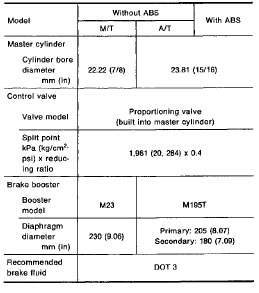 Model
Without ABS
With ABS
M/T
A/T
Master cylinder
Cylinder bore
diameter
mm (in)
22.22 (7/8)
23.81 (15/16)
Control valve
Valve model
Proportioning valve
(built into master cylinder)
Split point
kPa (kg/cm²-
psi) x reduc-
ing ratio
1,961 (20, 284) x 0.4
Brake booster
Booster
model
M23
M195T
Diaphragm
diameter
mm (in)
230 (9.06)
Primary: 205 (8.07)
Secondary: 180 (7.09)
Recommended
brake fluid
DOT 3